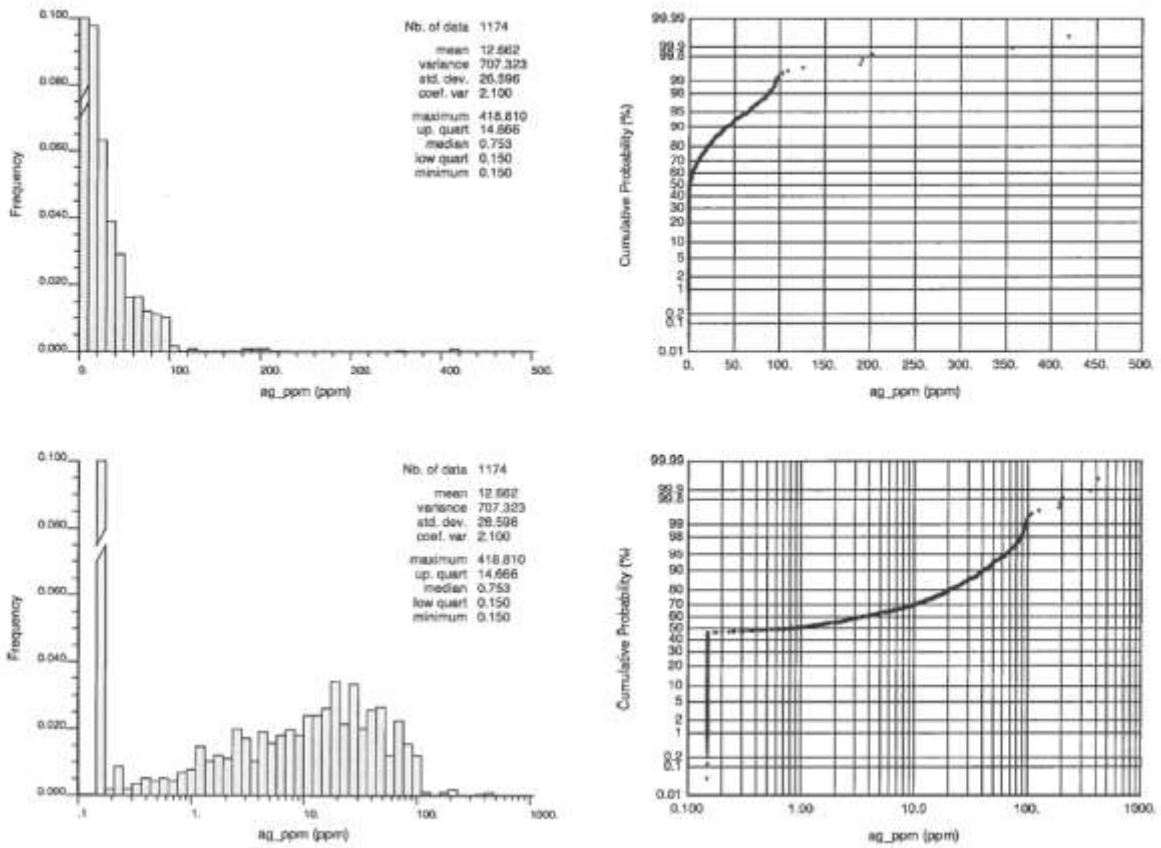 0.100
0.080
0.060
0.040
0.020
0.000
Frequency
Nb. of data 1174
mean 12.662
variance 707.323
std. dev. 26.596
coef. var 2.100
maximum 418.810
up. quart 14.666
median 0.753
low quart 0.150
minimum 0.150
0. 100. 200. 300. 400. 500.
ag_ppm (ppm)
99.99
99.9
99.8
99
98
95
90
80
70
60
50
40
30
20
10
5
2
1
0.2
0.1
0.01
Cumulative Probability (%)
0. 50. 100. 150. 200. 250. 300. 350. 400. 450. 500.
ag_ppm (ppm)
0.100
0.080
0.060
0.040
0.020
0.000
Frequency
Nb. of data 1174
mean 12.662
variance 707.323
std. dev. 26.596
coef. var 2.100
maximum 418.810
up. quart 14.666
median 0.753
low quart 0.150
minimum 0.150
.1 1. 10. 100. 1000.
ag_ppm (ppm)
99.99
99.9
99.8
99
98
95
90
80
70
60
50
40
30
20
10
5
2
1
0.2
0.1
0.01
Cumulative Probability (%)
0.100 1.00 10.0 100. 1000.
ag_ppm (ppm)